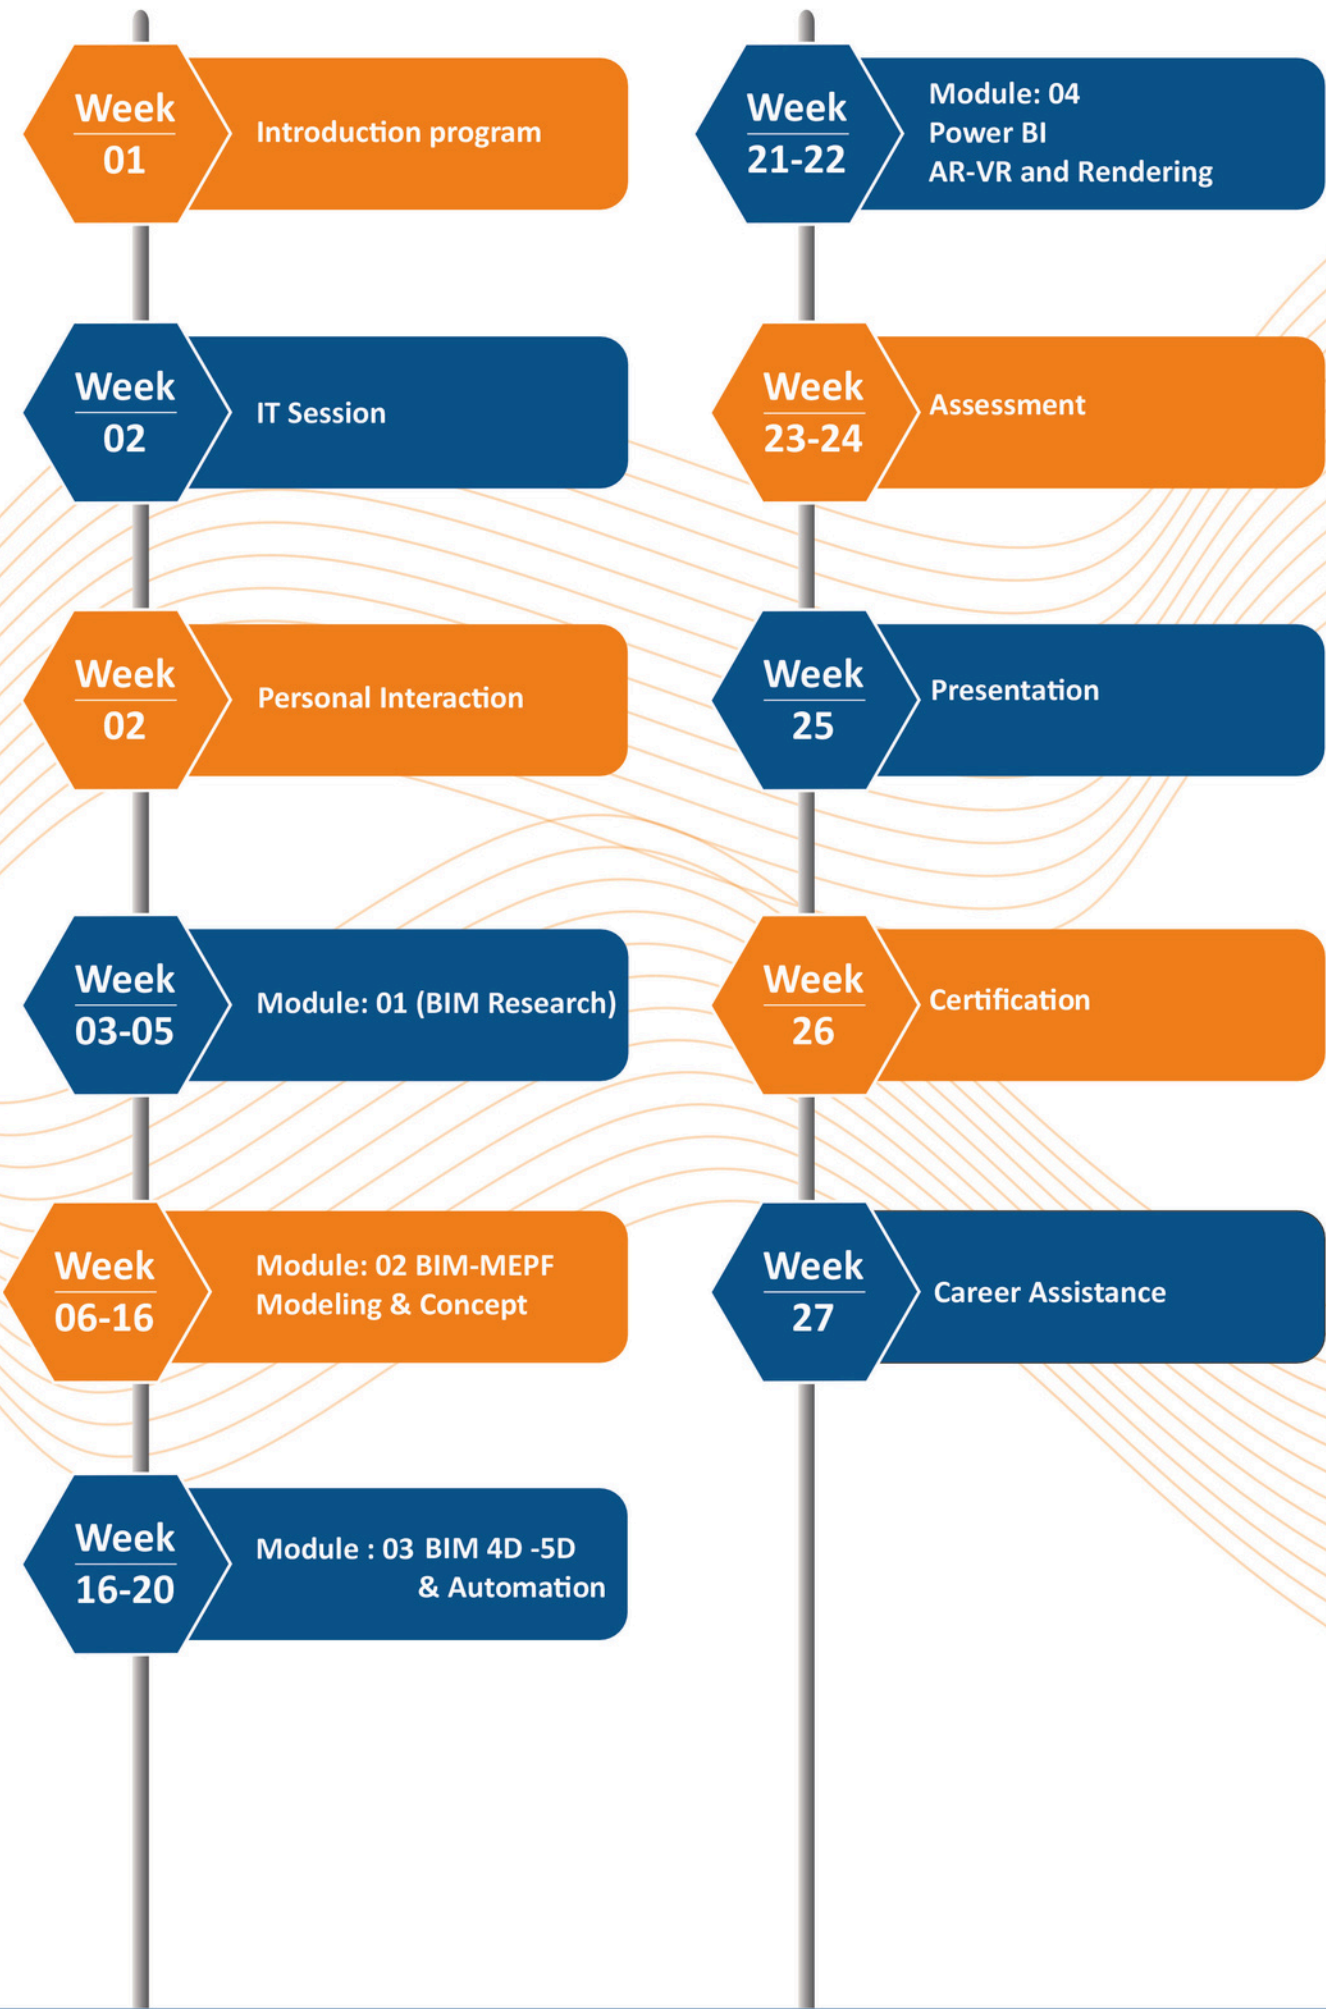 Week
01
Introduction program
Week
02
IT Session
Week
02
Personal Interaction
Week
03-05
Module: 01 (BIM Research)
Week
06-16
Module: 02 BIM-MEPF
Modeling & Concept
Week
16-20
Module : 03 BIM 4D -5D
& Automation
Week
21-22
Module: 04
Power BI
AR-VR and Rendering
Week
23-24
Assessment
Week
25
Presentation
Week
26
Certification
Week
27
Career Assistance